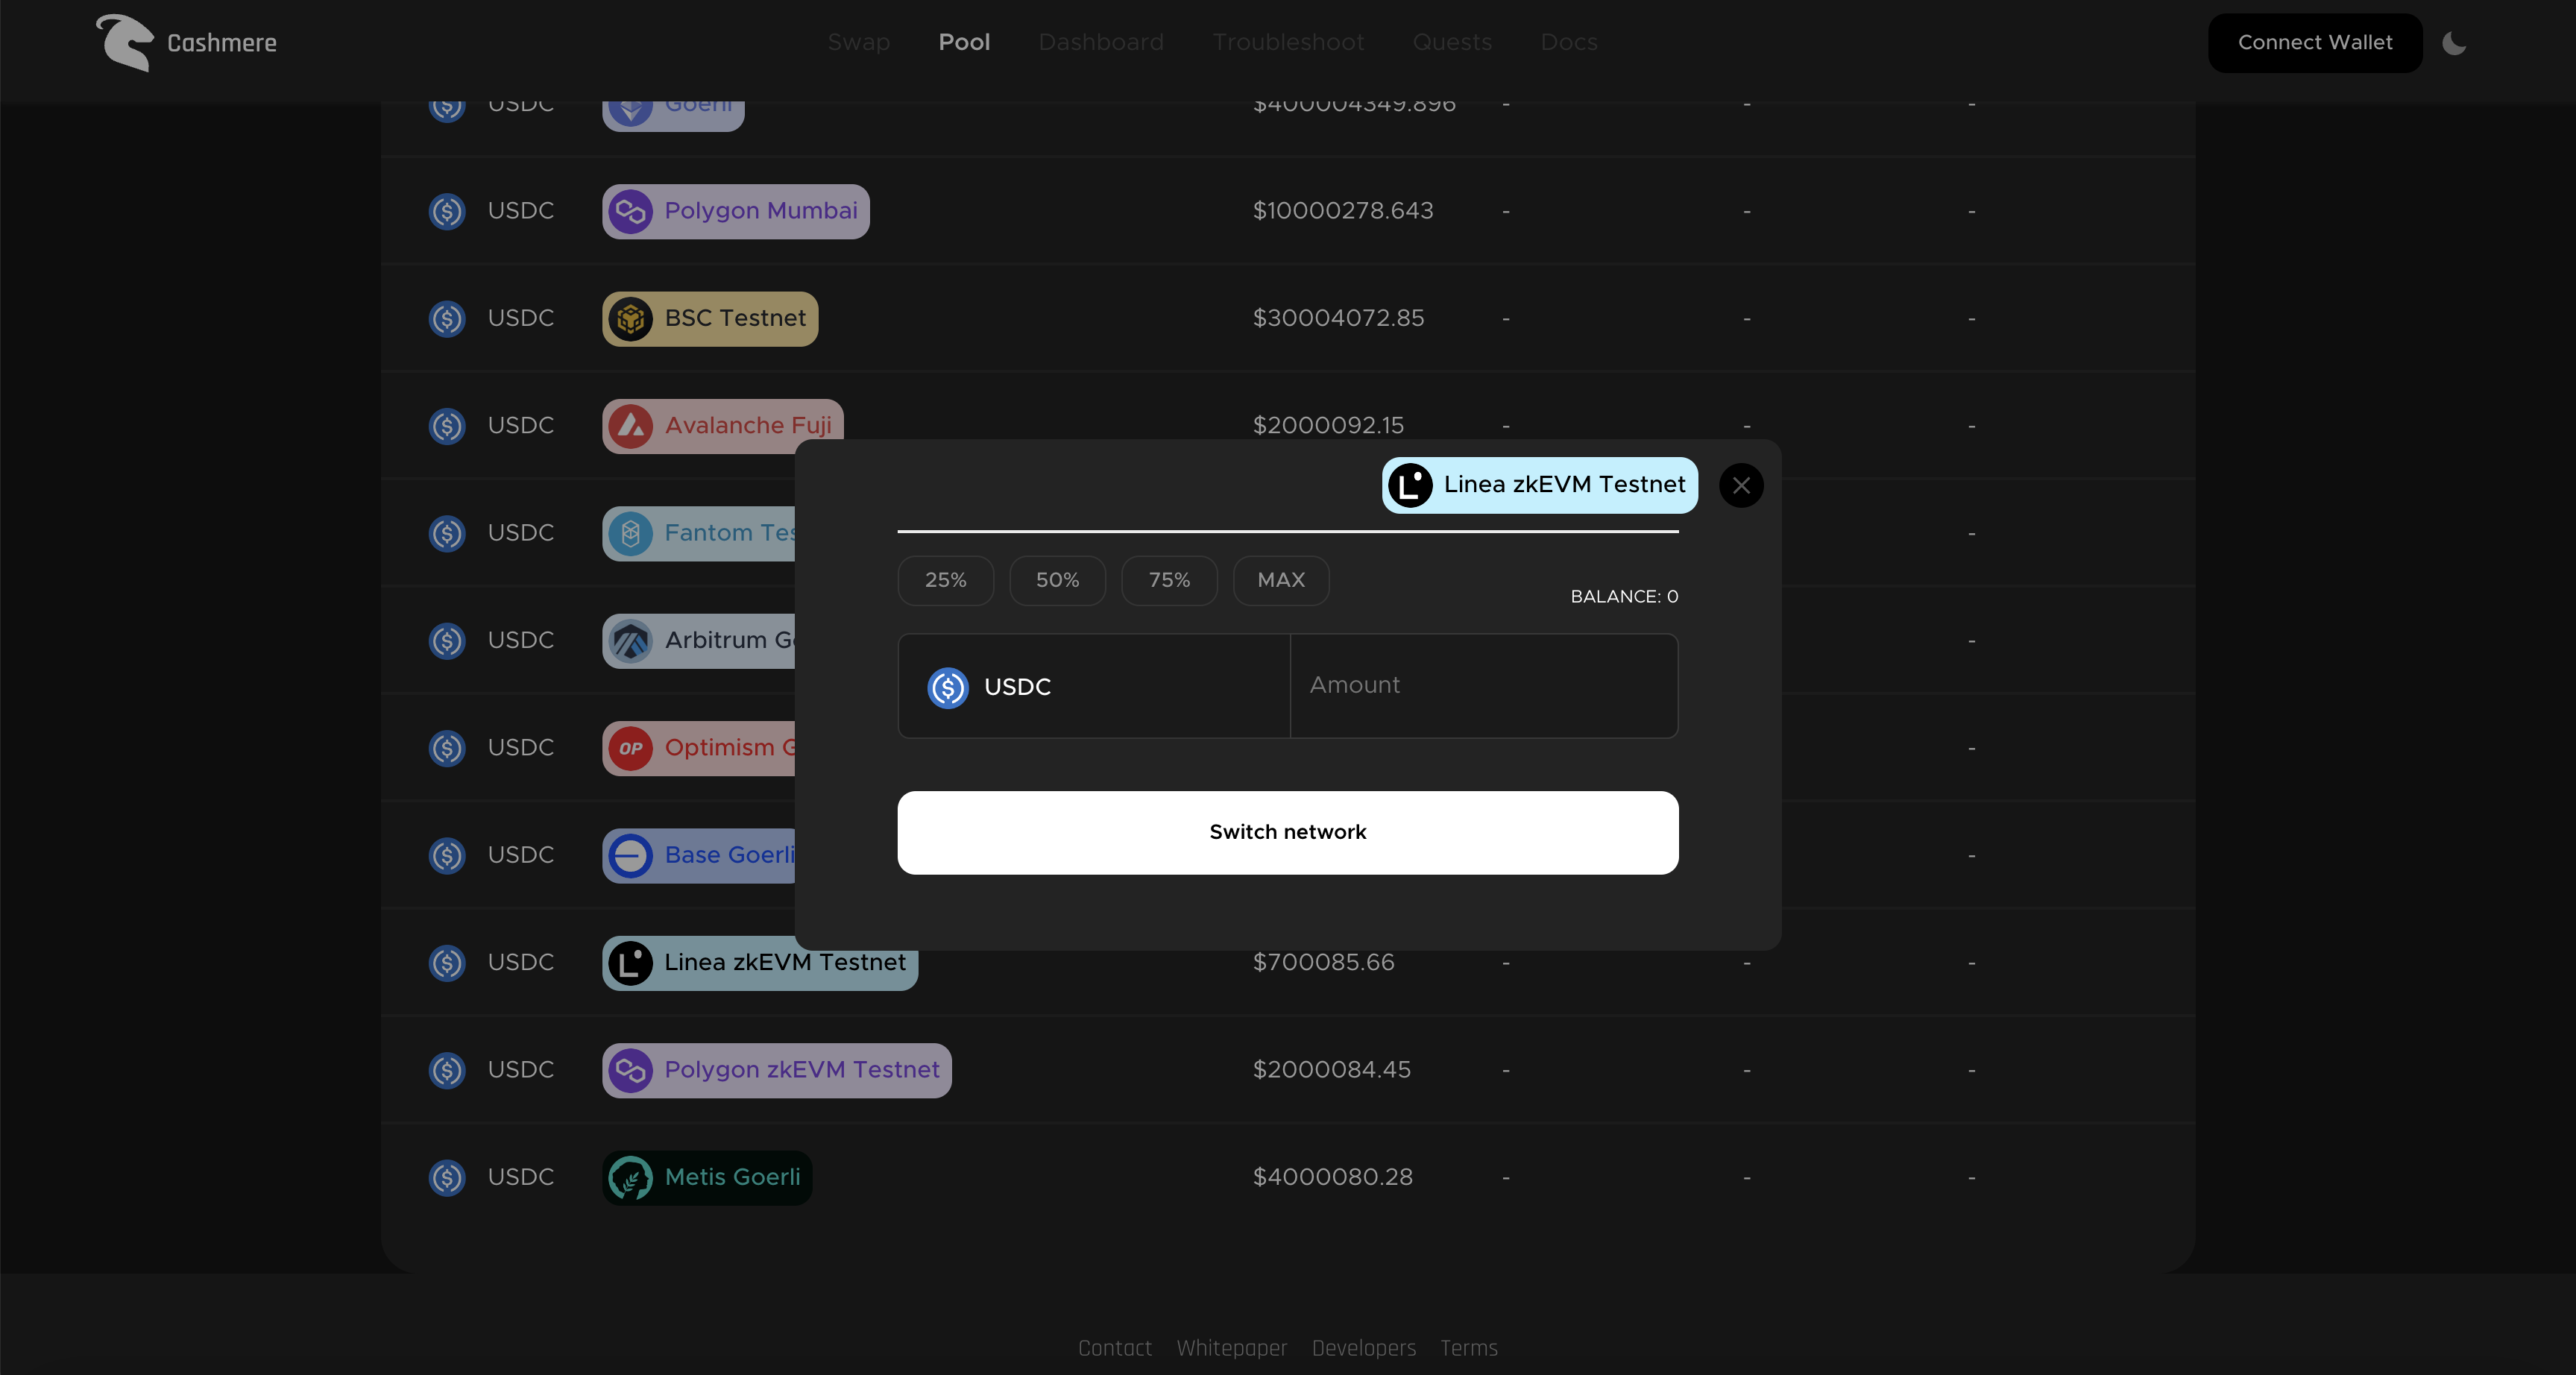 Cashmere
Swap Pool Dashboard Troubleshoot Quests Docs
Connect Wallet
USDC Goerli $400004349.896 - - -
USDC Polygon Mumbai $10000278.643 - - -
USDC BSC Testnet $30004072.85 - - -
USDC Avalanche Fuji $2000092.15 - - -
Linea zkEVM Testnet
USDC Fantom Tes -
25% 50% 75% MAX
BALANCE: 0
USDC Arbitrum G -
USDC Amount
USDC Optimism G -
Switch network
USDC Base Goerli -
USDC Linea zkEVM Testnet $700085.66 - - -
USDC Polygon zkEVM Testnet $2000084.45 - - -
USDC Metis Goerli $4000080.28 - - -
Contact Whitepaper Developers Terms